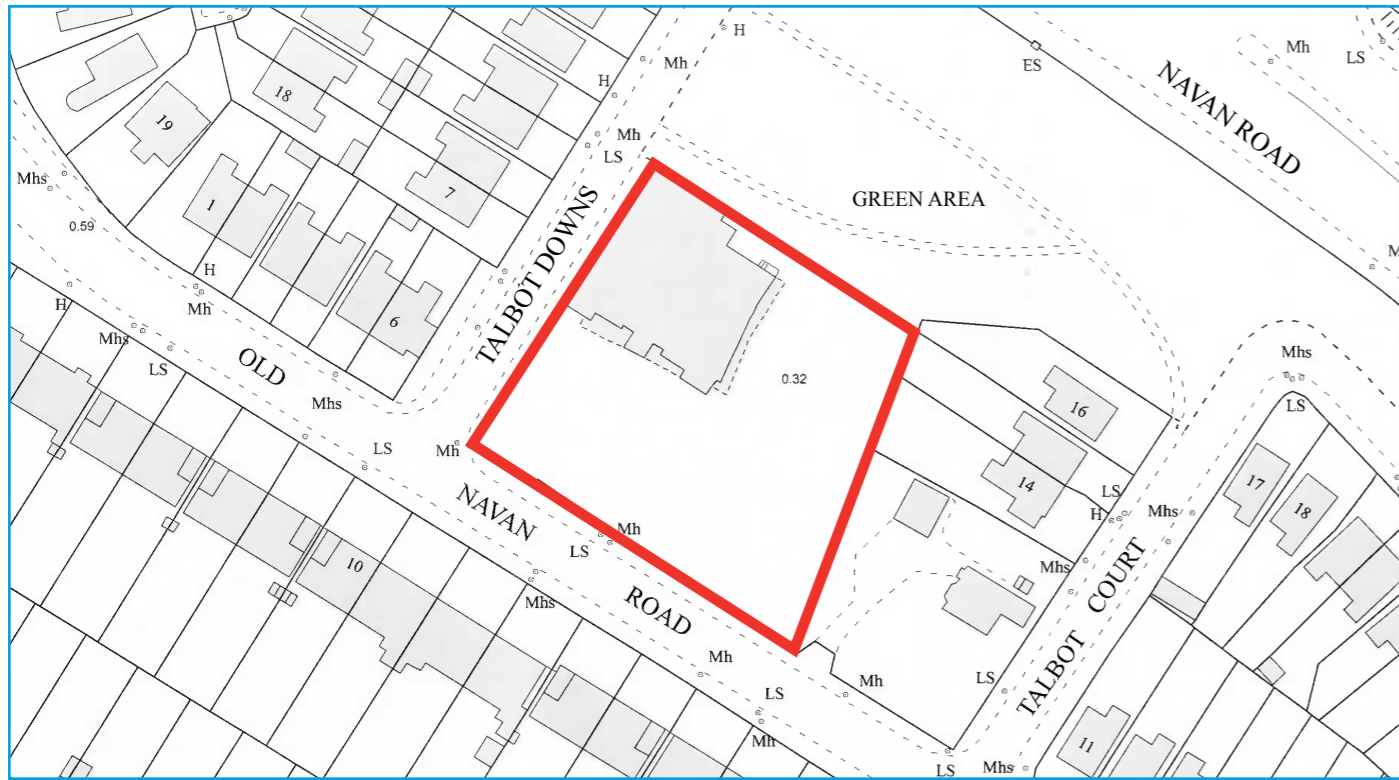 H
Mh
ES
Mh
LS
NAVAN ROAD
18
H
Mh
LS
19
7
TALBOT DOWNS
GREEN AREA
Mhs
0.59
1
H
Mh
6
H
Mhs
LS
OLD
Mhs
LS
Mh
0.32
Mhs
LS
16
14
LS
H
Mhs
17
18
NAVAN
Mh
LS
10
Mhs
ROAD
Mhs
TALBOT COURT
Mh
LS
Mh
Mh
LS
11
LS
Mhs